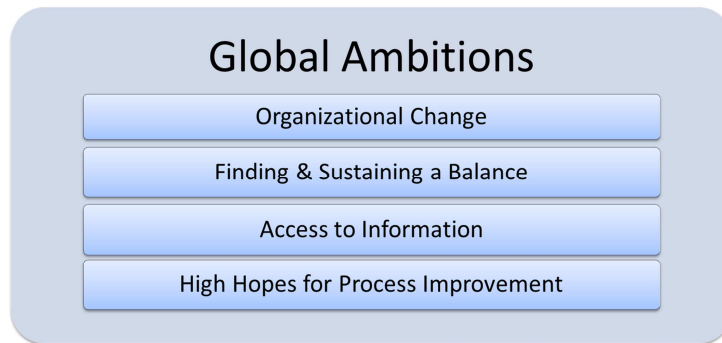 Global Ambitions
Organizational Change
Finding & Sustaining a Balance
Access to Information
High Hopes for Process Improvement